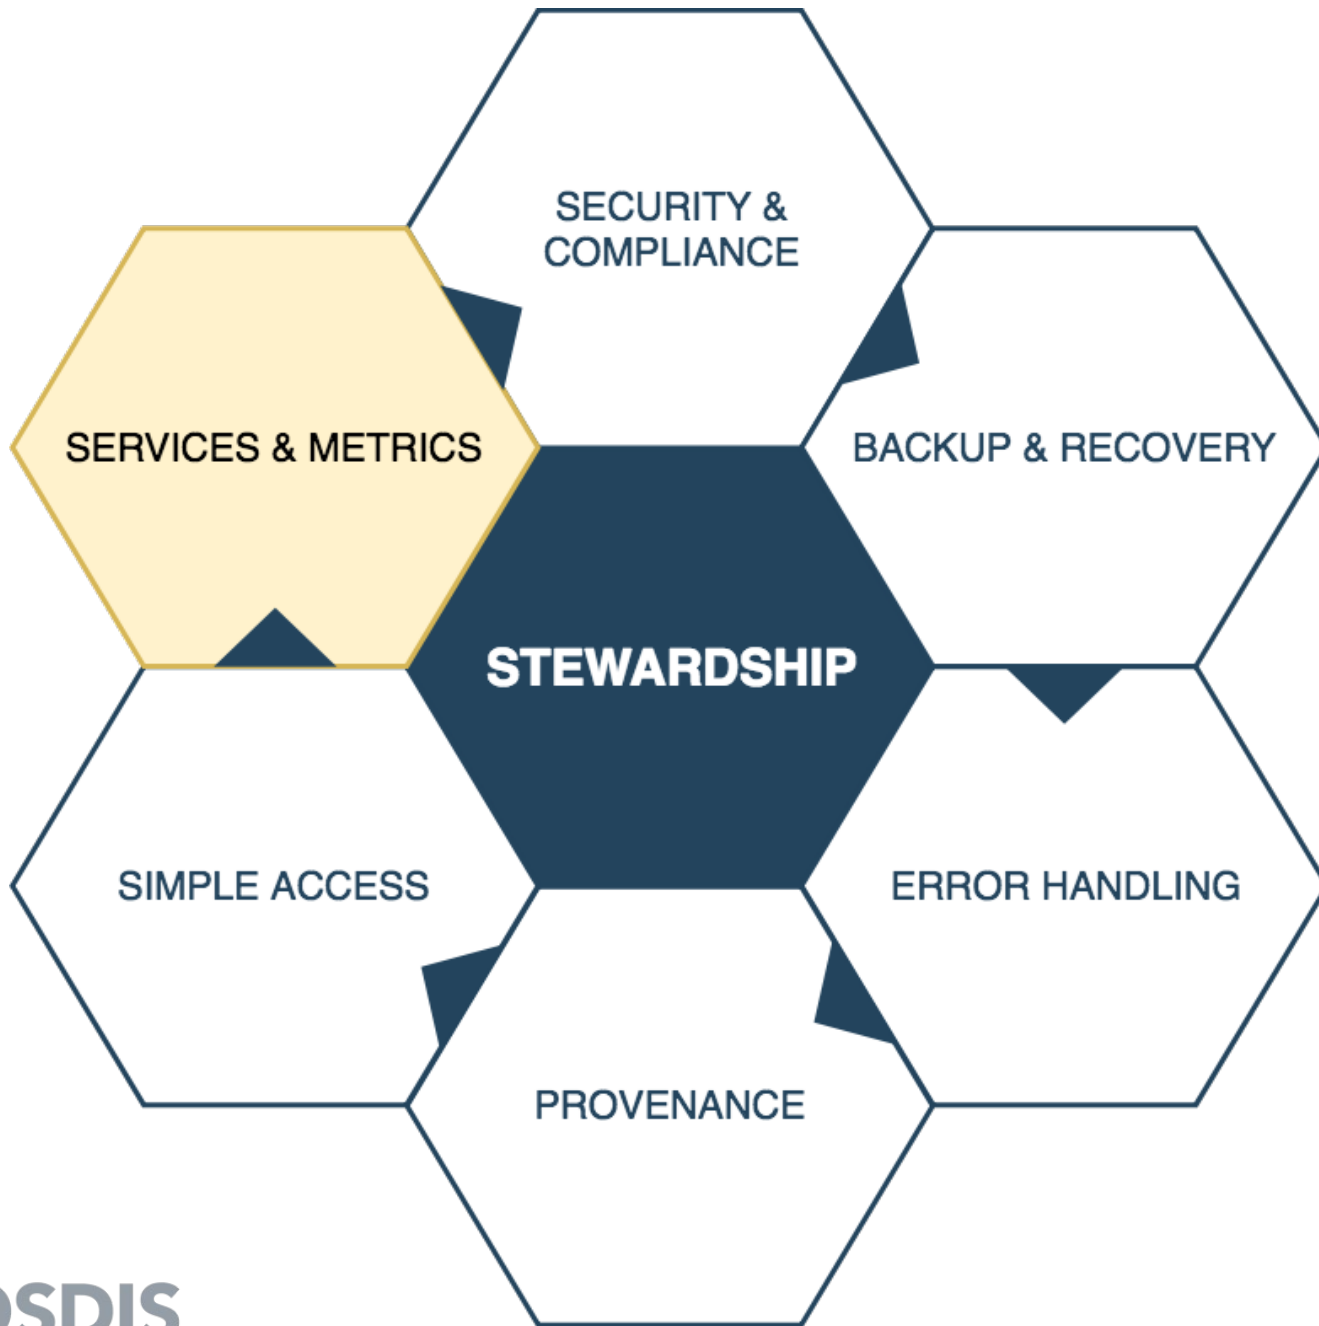 SECURITY &
COMPLIANCE
SERVICES & METRICS
BACKUP & RECOVERY
STEWARDSHIP
SIMPLE ACCESS
ERROR HANDLING
PROVENANCE